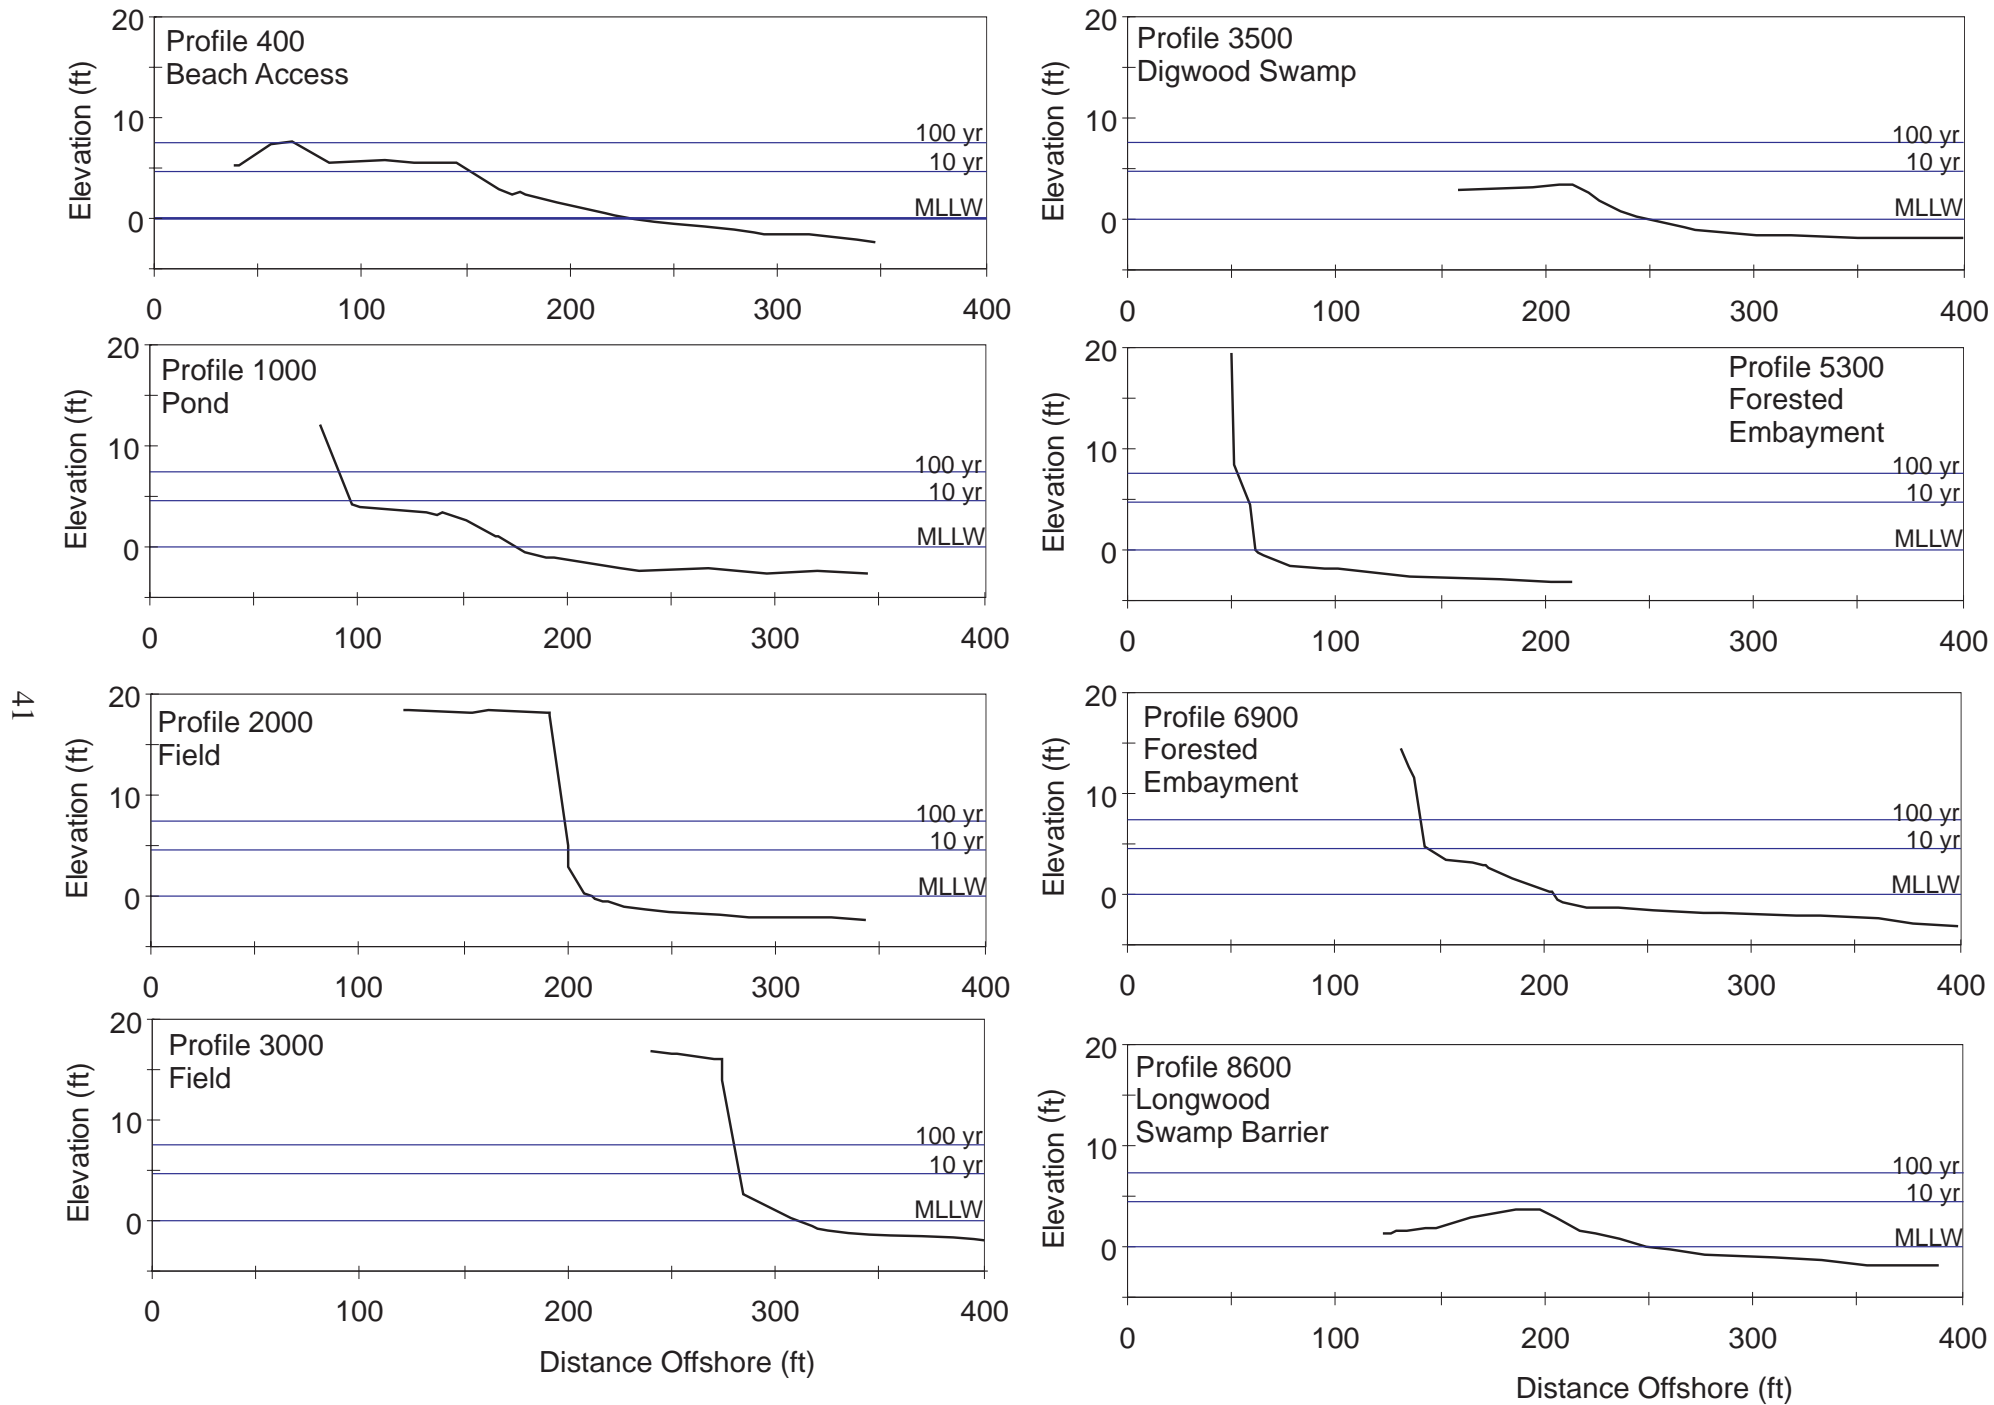 20
Profile 400
Beach Access
10
0
Elevation (ft)
100 yr
10 yr
MLLW
0 100 200 300 400
20
Profile 1000
Pond
10
0
Elevation (ft)
100 yr
10 yr
MLLW
0 100 200 300 400
20
Profile 2000
Field
10
0
Elevation (ft)
100 yr
10 yr
MLLW
0 100 200 300 400
20
Profile 3000
Field
10
0
Elevation (ft)
100 yr
10 yr
MLLW
0 100 200 300 400
Distance Offshore (ft)
20
Profile 3500
Digwood Swamp
10
0
Elevation (ft)
100 yr
10 yr
MLLW
0 100 200 300 400
20
Profile 5300
Forested
Embayment
10
0
Elevation (ft)
100 yr
10 yr
MLLW
0 100 200 300 400
20
Profile 6900
Forested
Embayment
10
0
Elevation (ft)
100 yr
10 yr
MLLW
0 100 200 300 400
20
Profile 8600
Longwood
Swamp Barrier
10
0
Elevation (ft)
100 yr
10 yr
MLLW
0 100 200 300 400
Distance Offshore (ft)
41